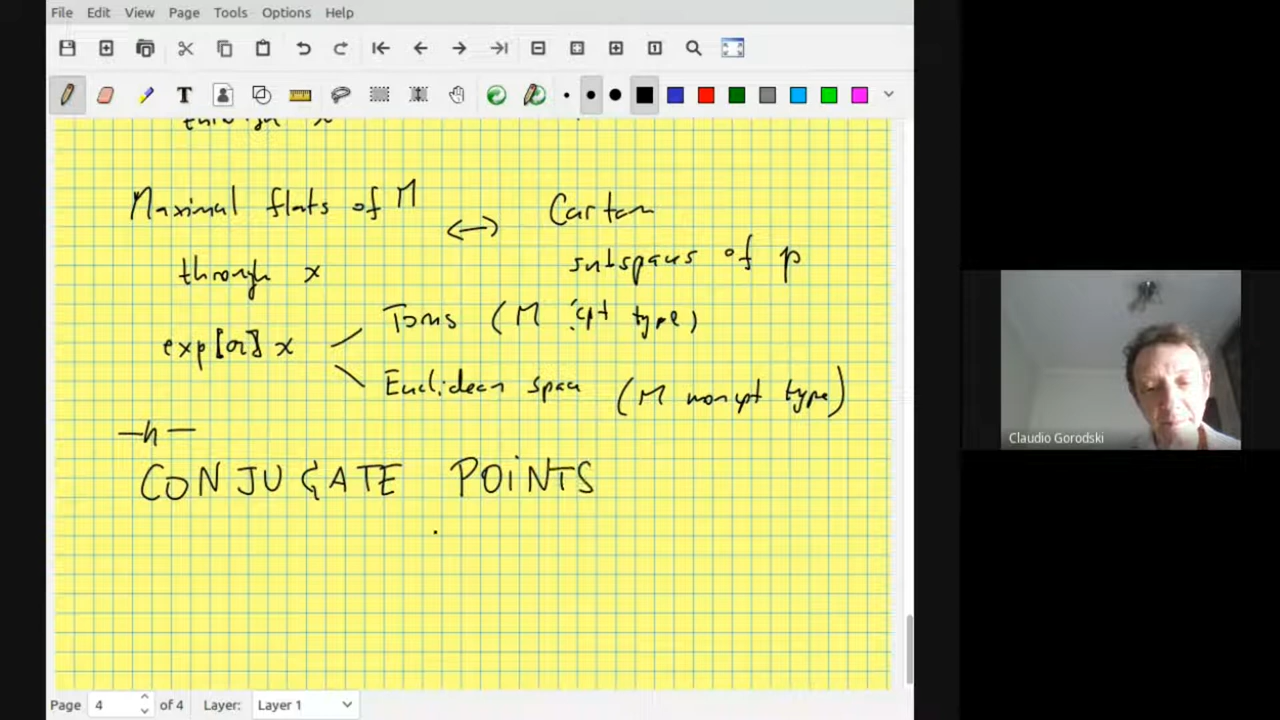 File Edit View Page Tools Options Help
through x
Maximal flats of M ↔ Cartan
through x subspaces of p
exp[a] x
Torus (M cpt type)
Euclidean space (M noncpt type)
CONJUGATE POINTS
Claudio Gorodski
Page 4 of 4 Layer: Layer 1